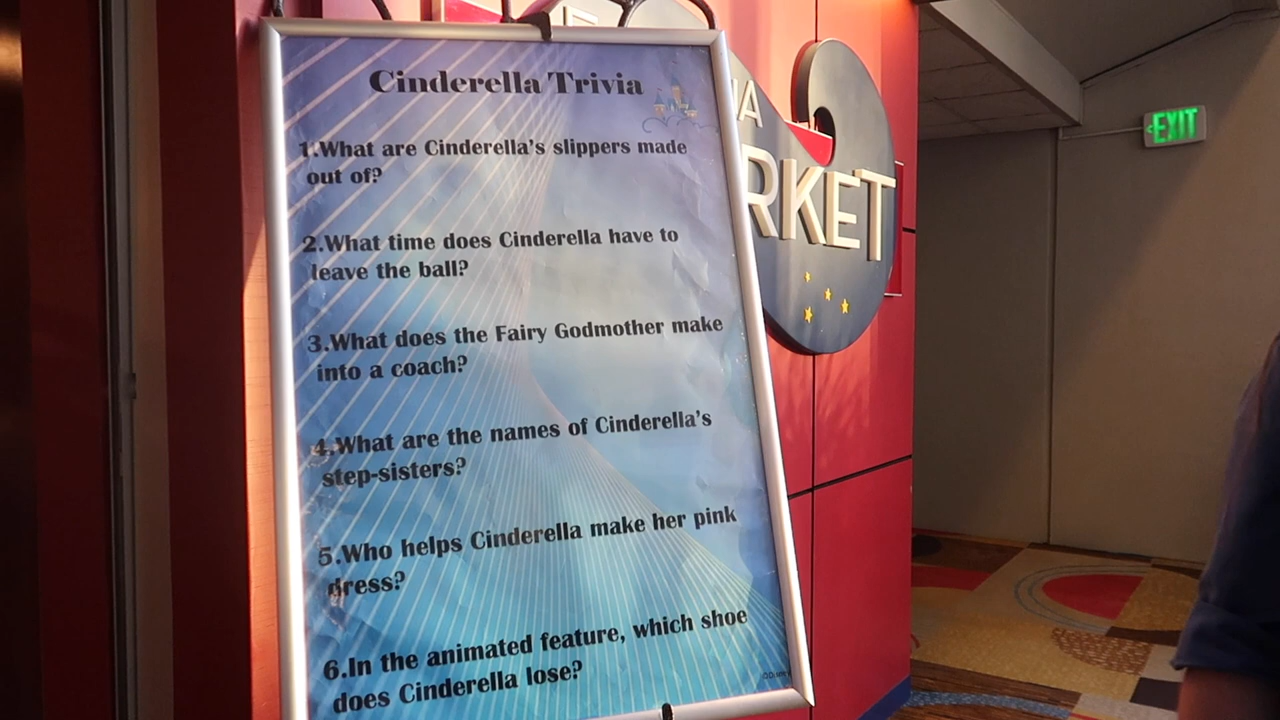 Cinderella Trivia
1.What are Cinderella's slippers made
out of?
2.What time does Cinderella have to
leave the ball?
3.What does the Fairy Godmother make
into a coach?
4.What are the names of Cinderella's
step-sisters?
5.Who helps Cinderella make her pink
dress?
6.In the animated feature, which shoe
does Cinderella lose?
©Disney
IA
RKET
EXIT